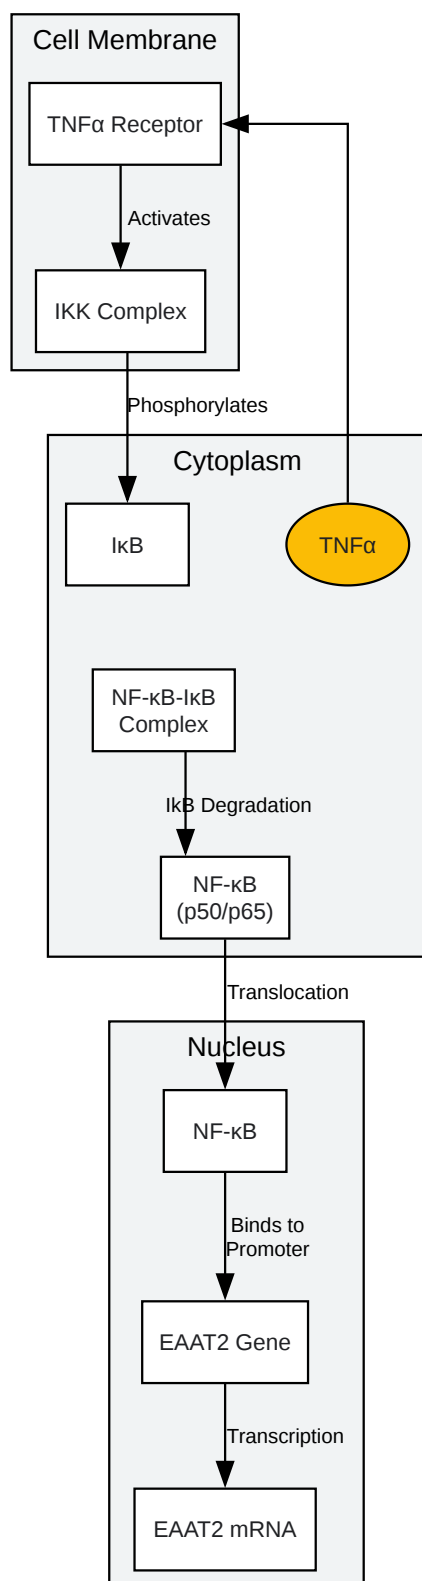 Cell Membrane
TNFα Receptor
Activates
IKK Complex
Phosphorylates
Cytoplasm
IκB
TNFα
NF-κB-IκB
Complex
IkB Degradation
NF-κB
(p50/p65)
Translocation
Nucleus
NF-κB
Binds to
Promoter
EAAT2 Gene
Transcription
EAAT2 mRNA